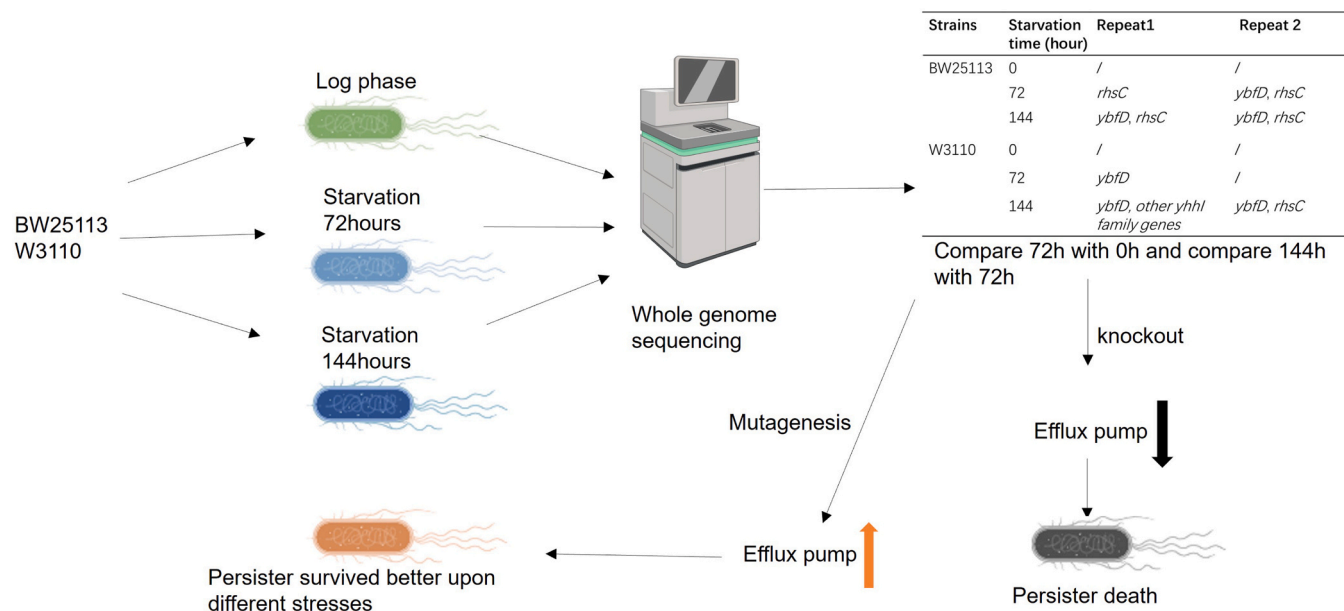 BW25113
W3110
Log phase
Starvation
72hours
Starvation
144hours
Whole genome
sequencing
Strains Starvation Repeat1 Repeat 2
time (hour)
BW25113 0 / /
72 rhsC ybfD, rhsC
144 ybfD, rhsC ybfD, rhsC
W3110 0 / /
72 ybfD /
144 ybfD, other yhhI ybfD, rhsC
family genes
Compare 72h with 0h and compare 144h
with 72h
knockout
Mutagenesis
Efflux pump
Persister death
Efflux pump
Persister survived better upon
different stresses